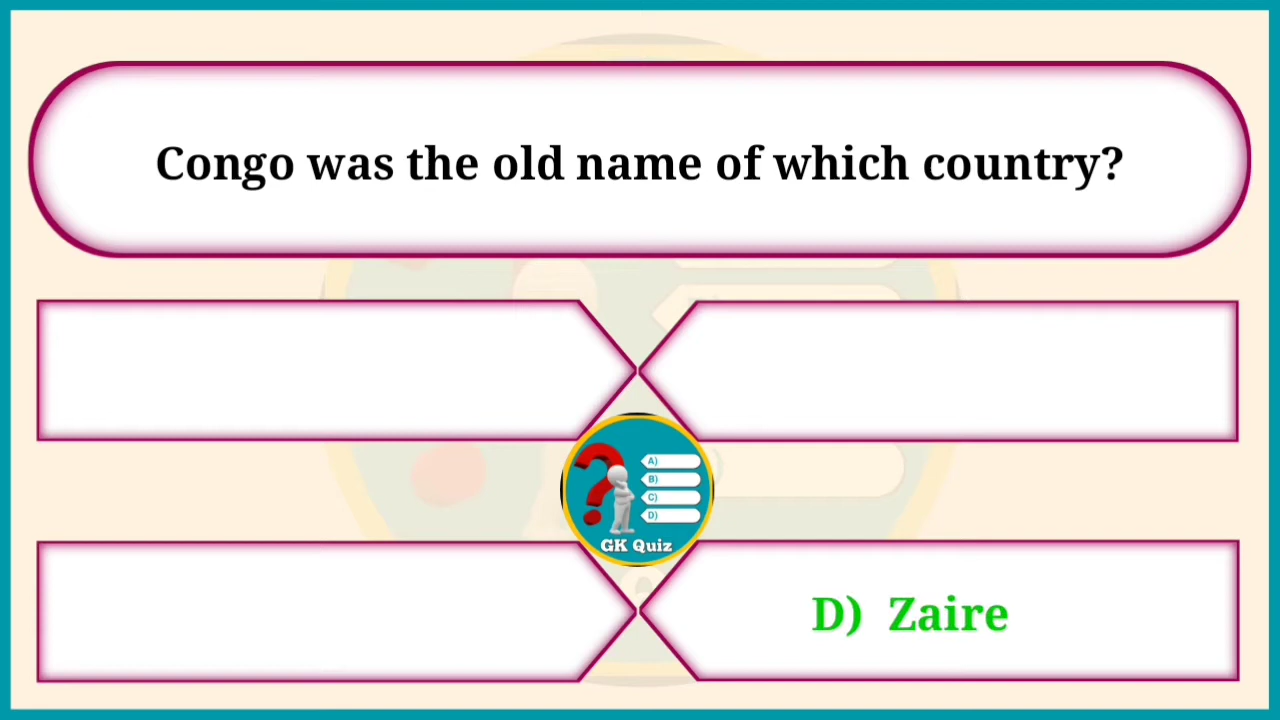 Congo was the old name of which country?
A)
B)
C)
D)
GK Quiz
D) Zaire